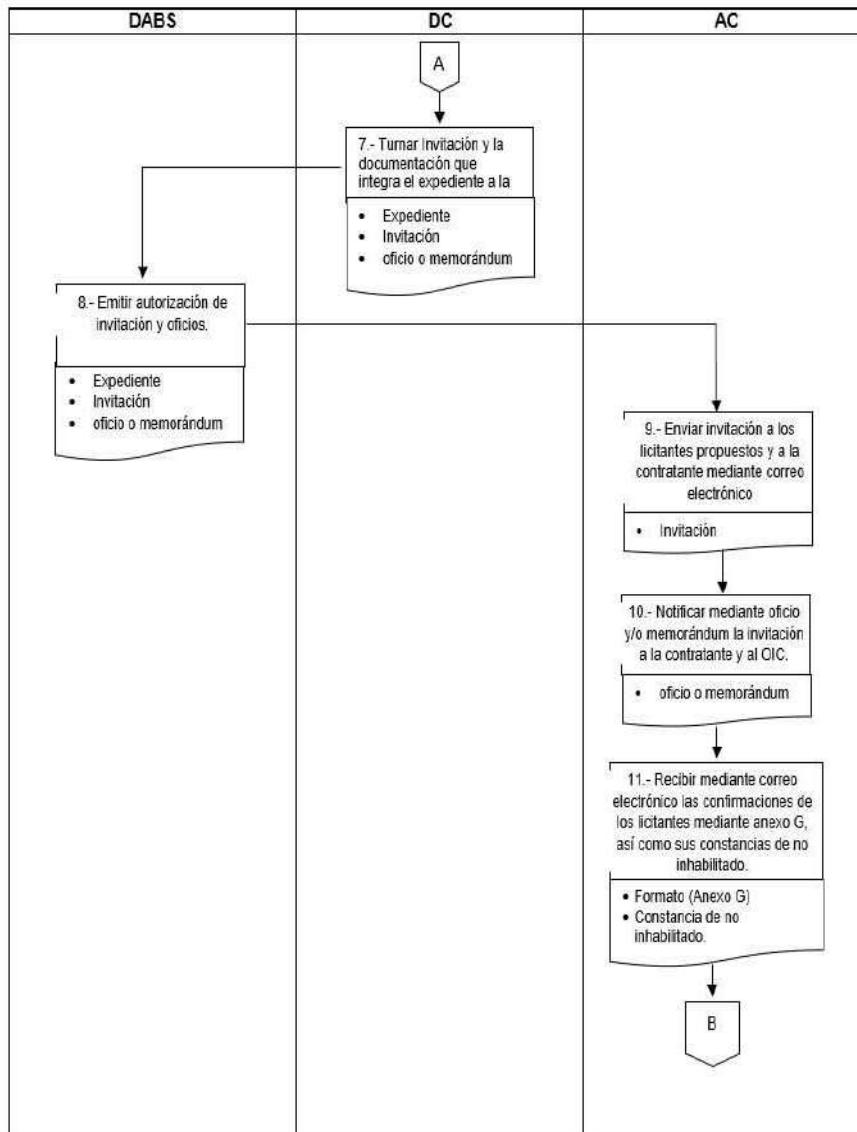 DABS
DC
AC
A
7.- Turnar Invitación y la
documentación que
integra el expediente a la
• Expediente
• Invitación
• oficio o memorándum
8.- Emitir autorización de
invitación y oficios.
• Expediente
• Invitación
• oficio o memorándum
9.- Enviar invitación a los
licitantes propuestos y a la
contratante mediante correo
electrónico
• Invitación
10.- Notificar mediante oficio
y/o memorándum la invitación
a la contratante y al OIC.
• oficio o memorándum
11.- Recibir mediante correo
electrónico las confirmaciones de
los licitantes mediante anexo G,
así como sus constancias de no
inhabilitado.
• Formato (Anexo G)
• Constancia de no
inhabilitado.
B